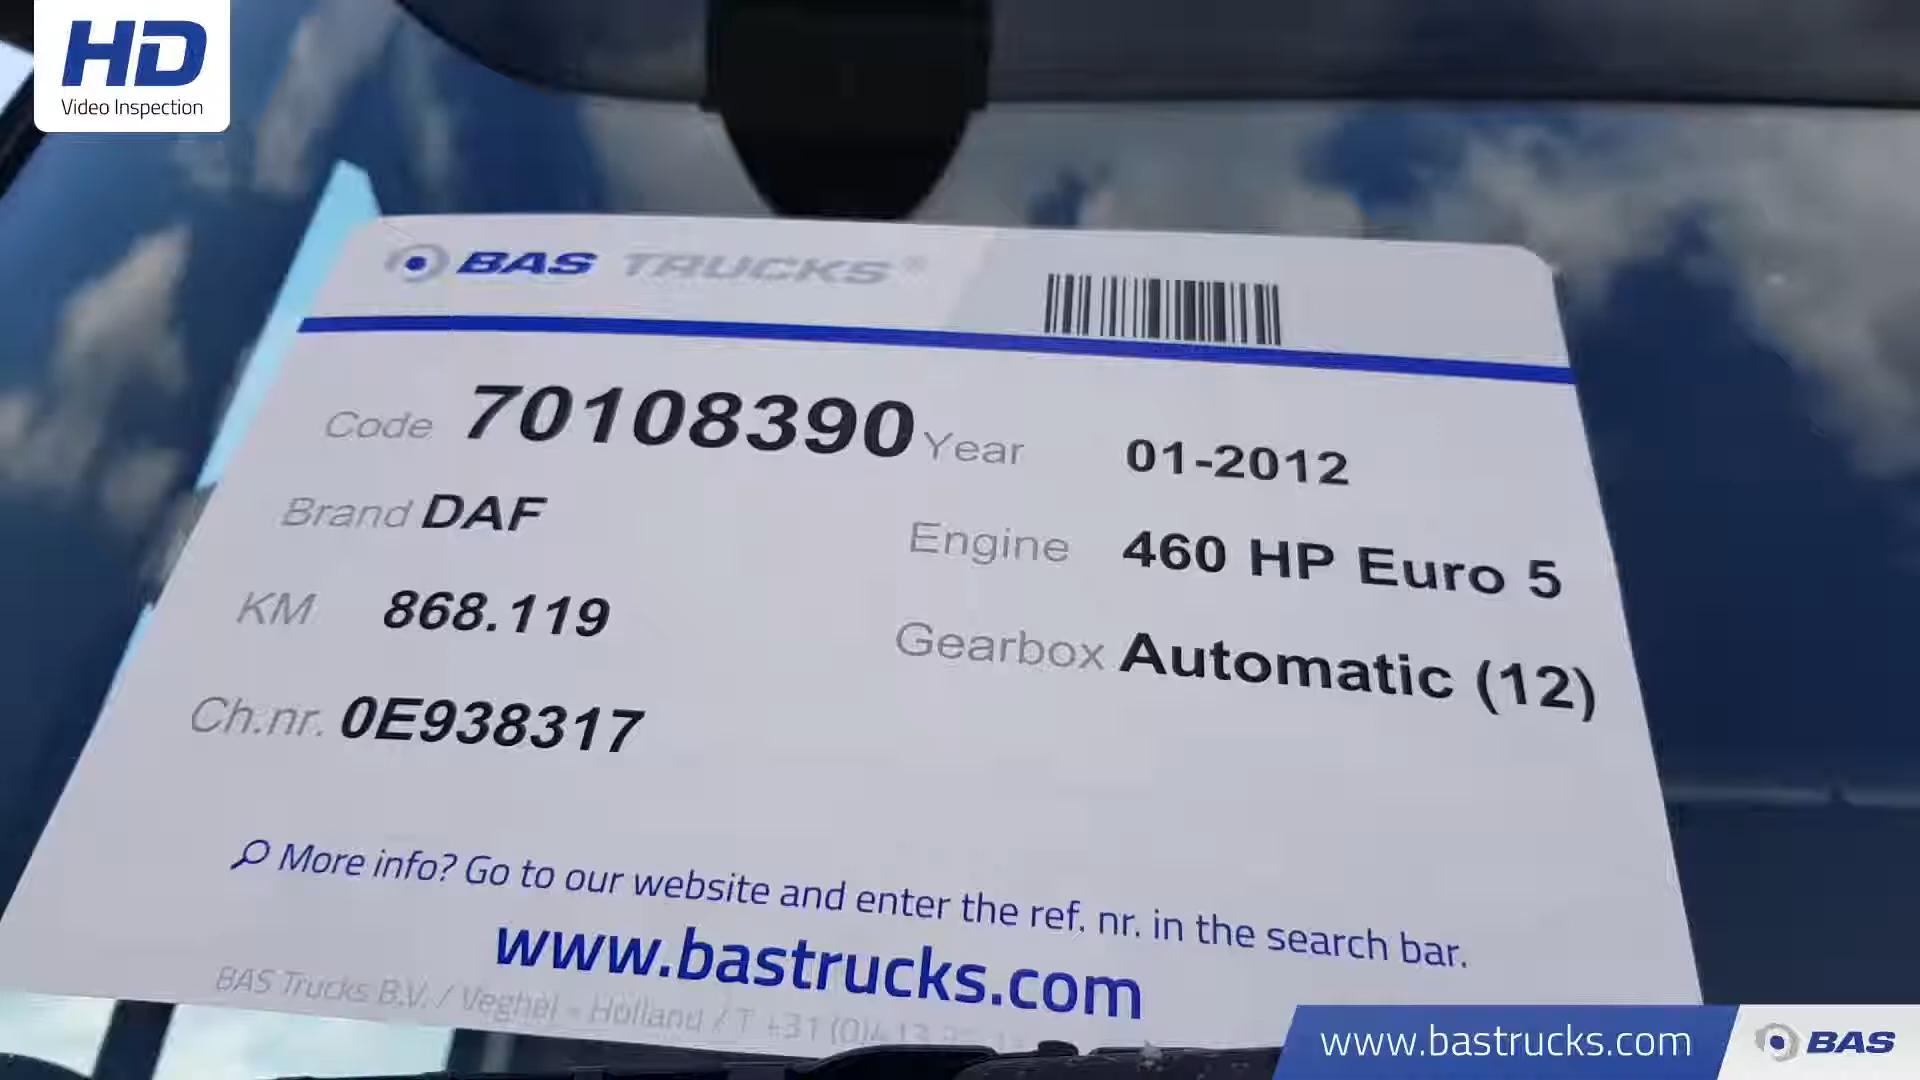 HD
Video Inspection
BAS TRUCKS®
Code 70108390 Year 01-2012
Brand DAF Engine 460 HP Euro 5
KM 868.119 Gearbox Automatic (12)
Ch.nr. 0E938317
More info? Go to our website and enter the ref. nr. in the search bar.
www.bastrucks.com
BAS Trucks B.V. / Veghel - Holland / T +31 (0)413
www.bastrucks.com BAS